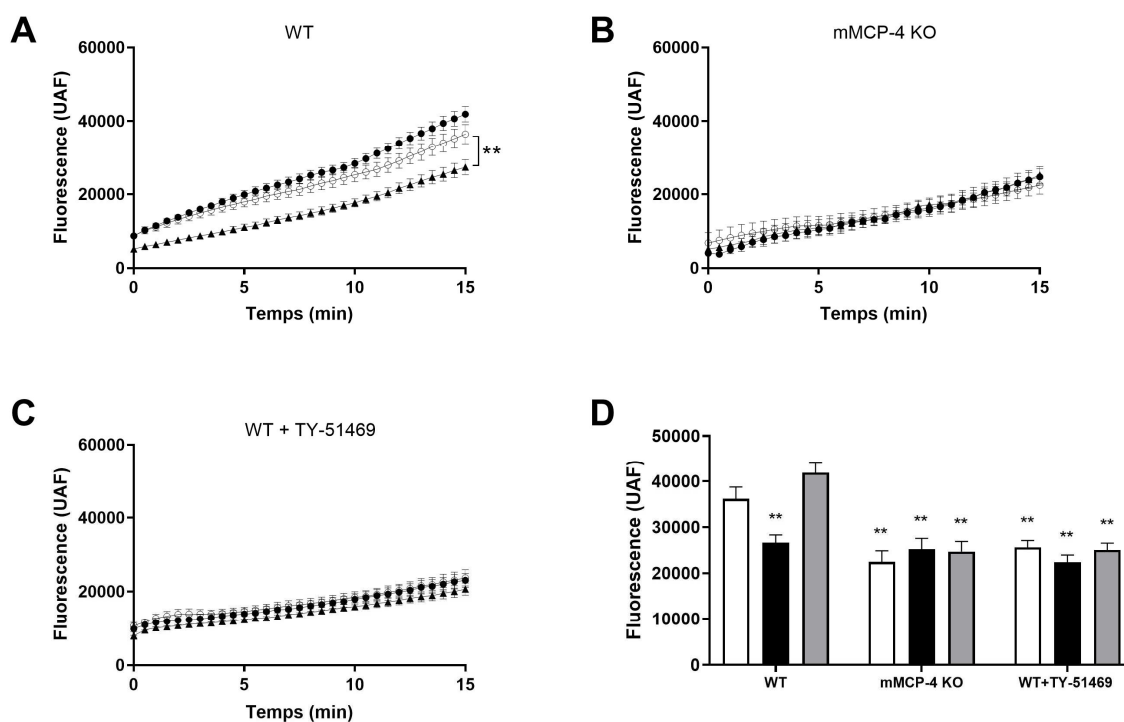 A
WT
60000
40000
20000
0
Fluorescence (UAF)
**
0
5
10
15
Temps (min)
B
mMCP-4 KO
60000
40000
20000
0
Fluorescence (UAF)
0
5
10
15
Temps (min)
C
WT + TY-51469
60000
40000
20000
0
Fluorescence (UAF)
0
5
10
15
Temps (min)
D
50000
40000
30000
20000
10000
0
Fluorescence (UAF)
**
**
**
**
**
**
**
WT
mMCP-4 KO
WT+TY-51469